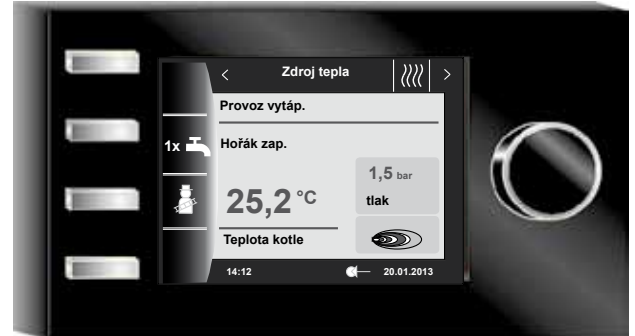 Zdroj tepla
Provoz vytáp.
1x
Hořák zap.
1,5 bar
25,2 °C
tlak
Teplota kotle
14:12
20.01.2013